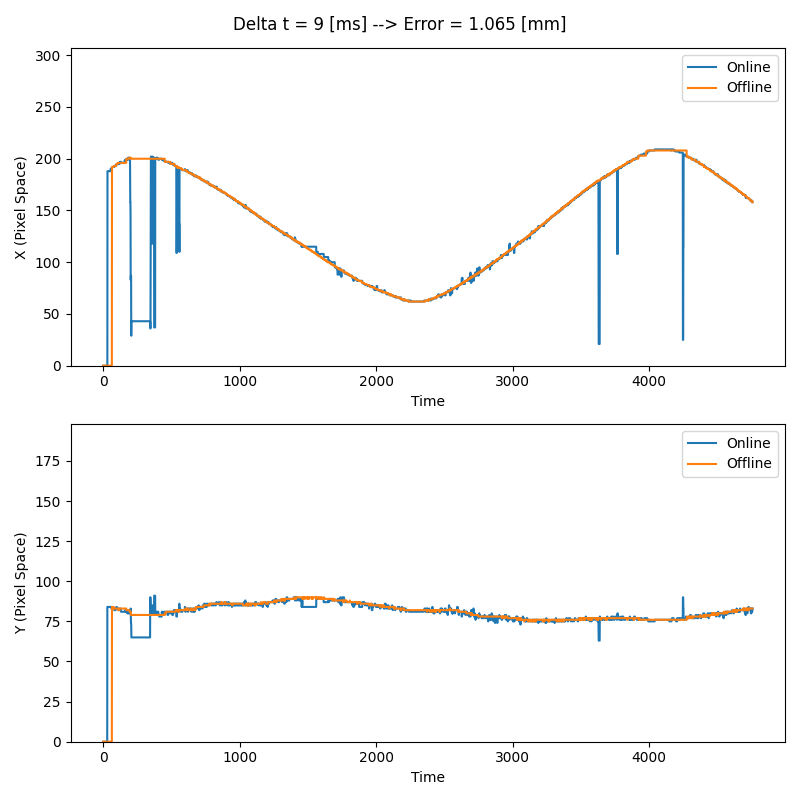 Delta t = 9 [ms] --> Error = 1.065 [mm]
300
250
200
150
100
50
0
X (Pixel Space)
Online
Offline
0 1000 2000 3000 4000
Time
175
150
125
100
75
50
25
0
Y (Pixel Space)
Online
Offline
0 1000 2000 3000 4000
Time